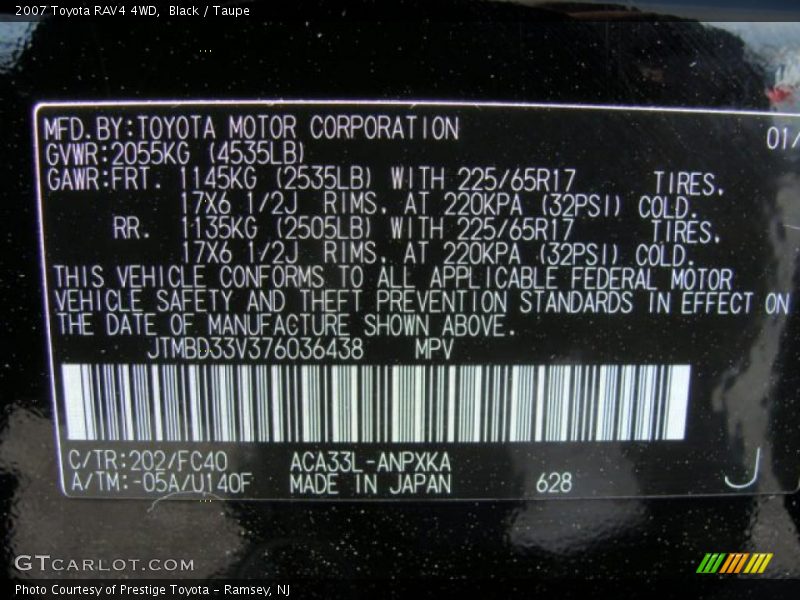 2007 Toyota RAV4 4WD, Black / Taupe
MFD.BY:TOYOTA MOTOR CORPORATION 01/
GVWR:2055KG (4535LB)
GAWR:FRT. 1145KG (2535LB) WITH 225/65R17 TIRES.
17X6 1/2J RIMS. AT 220KPA (32PSI) COLD.
RR. 1135KG (2505LB) WITH 225/65R17 TIRES.
17X6 1/2J RIMS. AT 220KPA (32PSI) COLD.
THIS VEHICLE CONFORMS TO ALL APPLICABLE FEDERAL MOTOR
VEHICLE SAFETY AND THEFT PREVENTION STANDARDS IN EFFECT ON
THE DATE OF MANUFACTURE SHOWN ABOVE.
JTMBD33V376036438 MPV
C/TR:202/FC40 ACA33L-ANPXKA
A/TM:-05A/U140F MADE IN JAPAN 628 J
GTCARLOT.COM
Photo Courtesy of Prestige Toyota - Ramsey, NJ